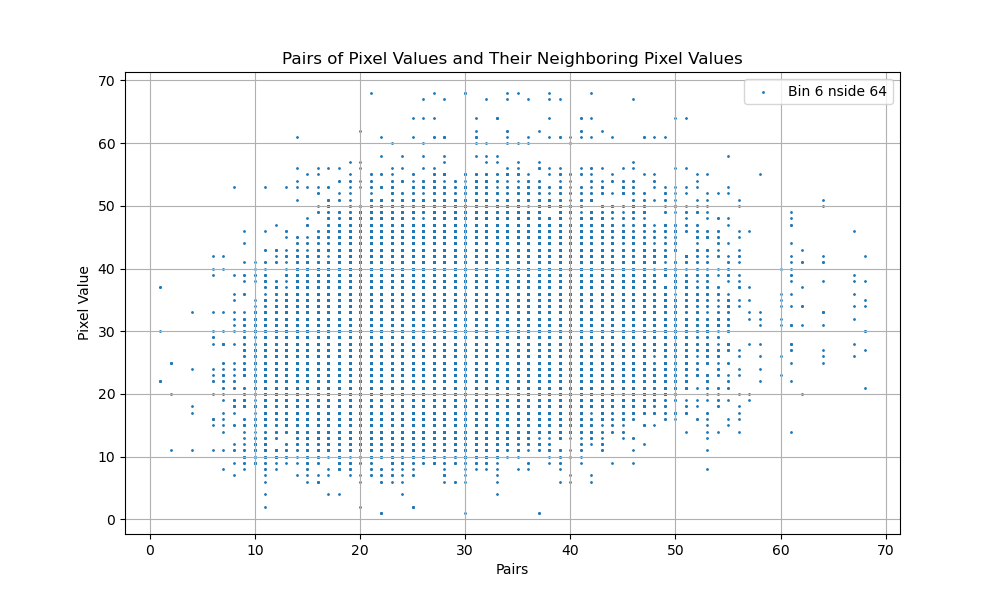 Pairs of Pixel Values and Their Neighboring Pixel Values
Bin 6 nside 64
70
60
50
40
30
20
10
0
Pixel Value
0 10 20 30 40 50 60 70
Pairs